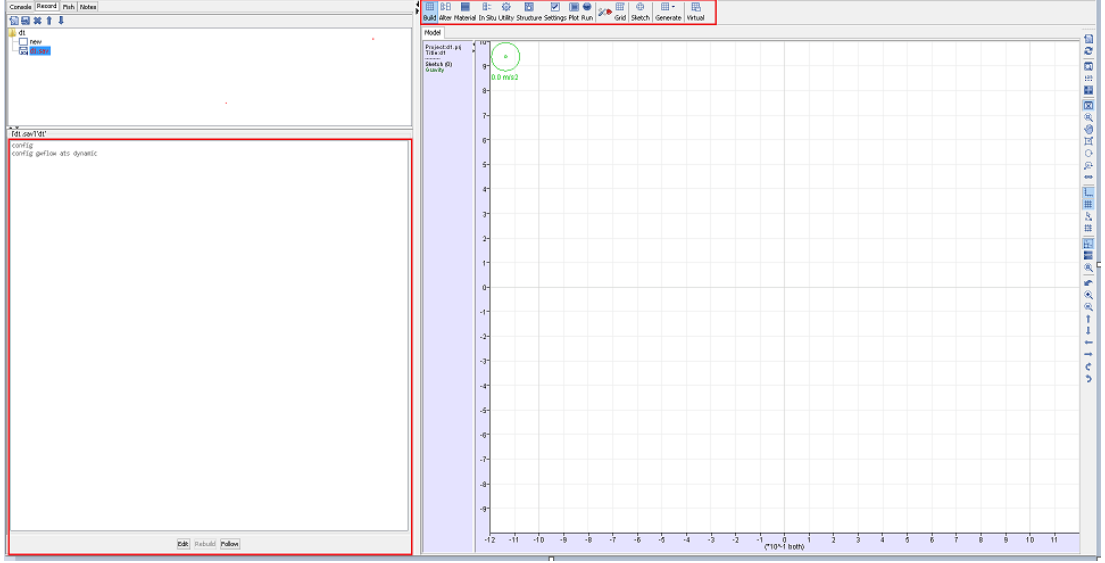 Console Record Fish Notes
dt
new
dt.sav
'dt.sav''dt'
config
config gwflow ats dynamic
Edit Rebuild Follow
Build Alter Material In Situ Utility Structure Settings Plot Run Grid Sketch Generate Virtual
Model
Project:dt.prj
Title:dt
Sketch (0)
Gravity
0.0 m/s2
10
9
8
7
6
5
4
3
2
1
0
-1
-2
-3
-4
-5
-6
-7
-8
-9
-12 -11 -10 -9 -8 -7 -6 -5 -4 -3 -2 -1 0 1 2 3 4 5 6 7 8 9 10 11
(*10^-1 both)